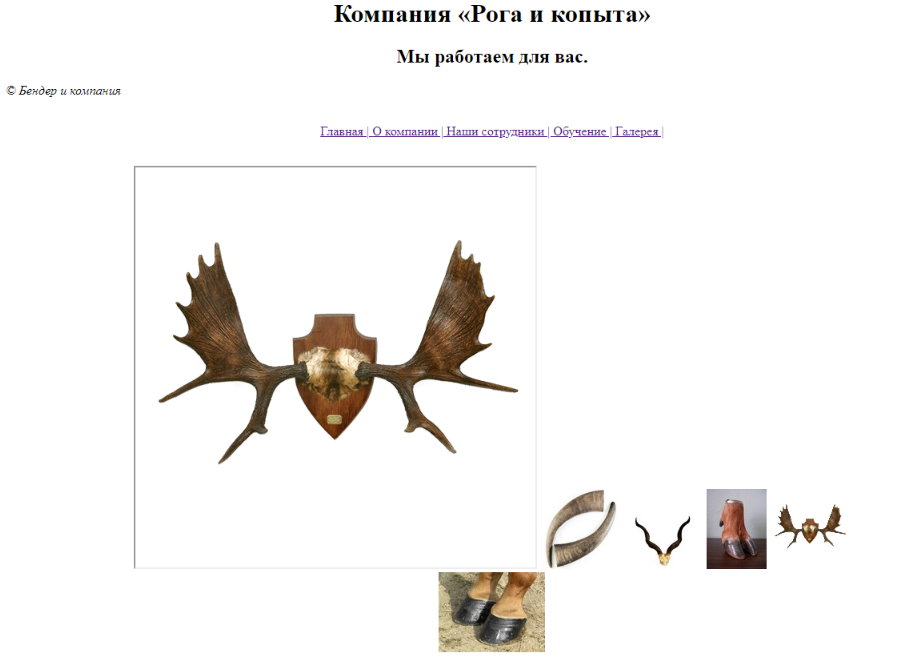 Компания «Рога и копыта»
Мы работаем для вас.
© Бендер и компания
Главная | О компании | Наши сотрудники | Обучение | Галерея |